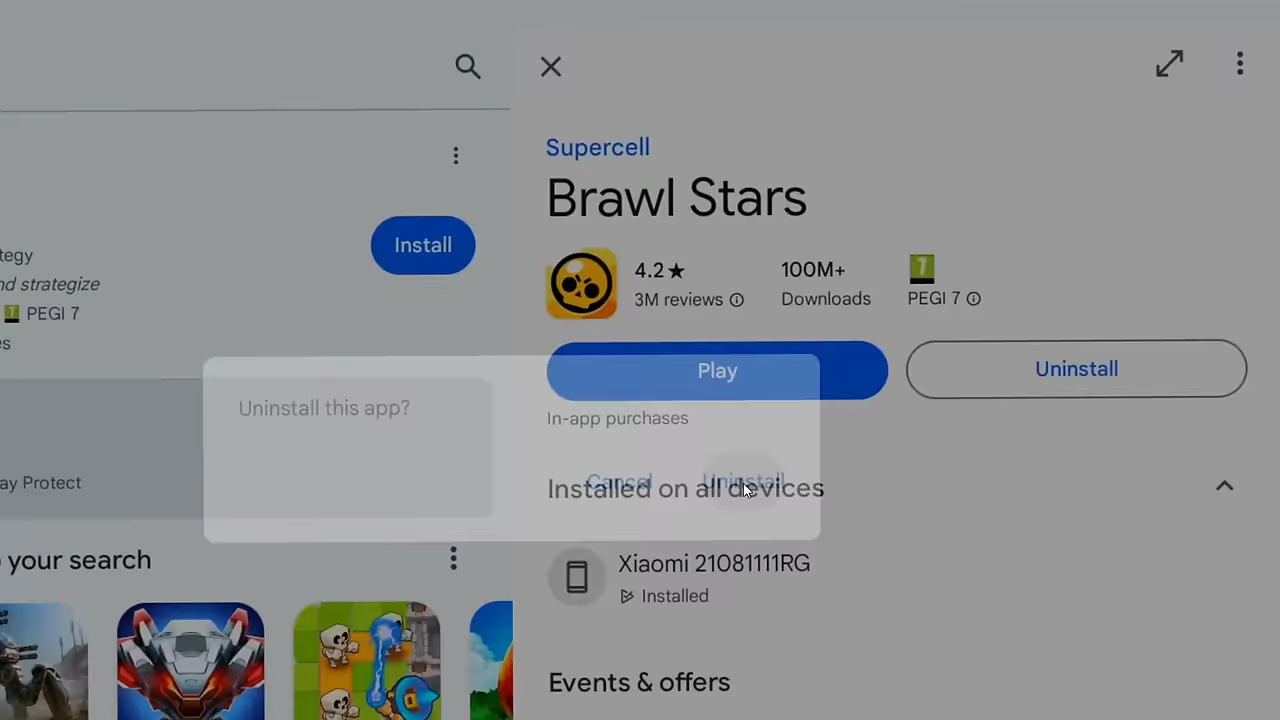 Supercell
Brawl Stars
tegy
nd strategize
PEGI 7
es
Install
4.2★
3M reviews
100M+
Downloads
PEGI 7
Play
Uninstall
In-app purchases
Uninstall this app?
Cancel
Uninstall
Installed on all devices
ay Protect
your search
Xiaomi 21081111RG
Installed
Events & offers